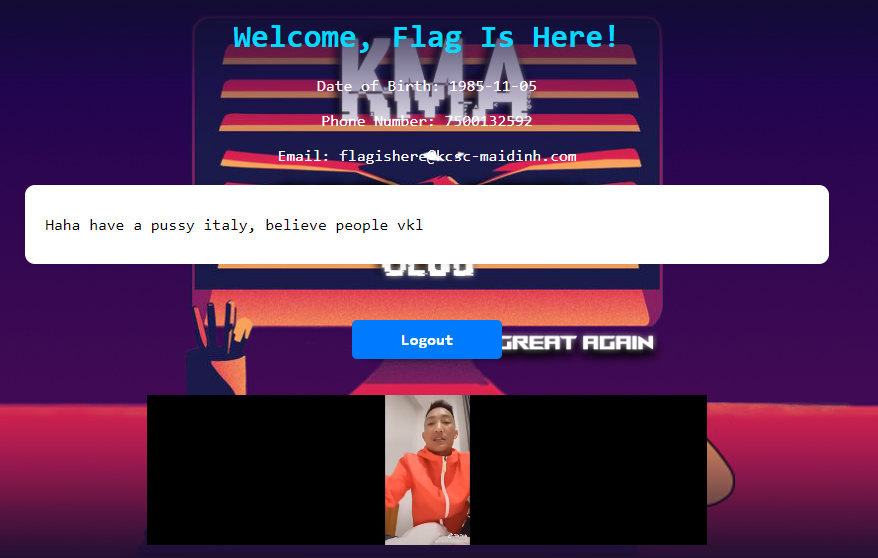 Welcome, Flag Is Here!
KMA
Date of Birth: 1985-11-05
Phone Number: 7500132592
Email: flagishere@kcsc-maidinh.com
Haha have a pussy italy, believe people vkl
CLUB
Logout
GREAT AGAIN